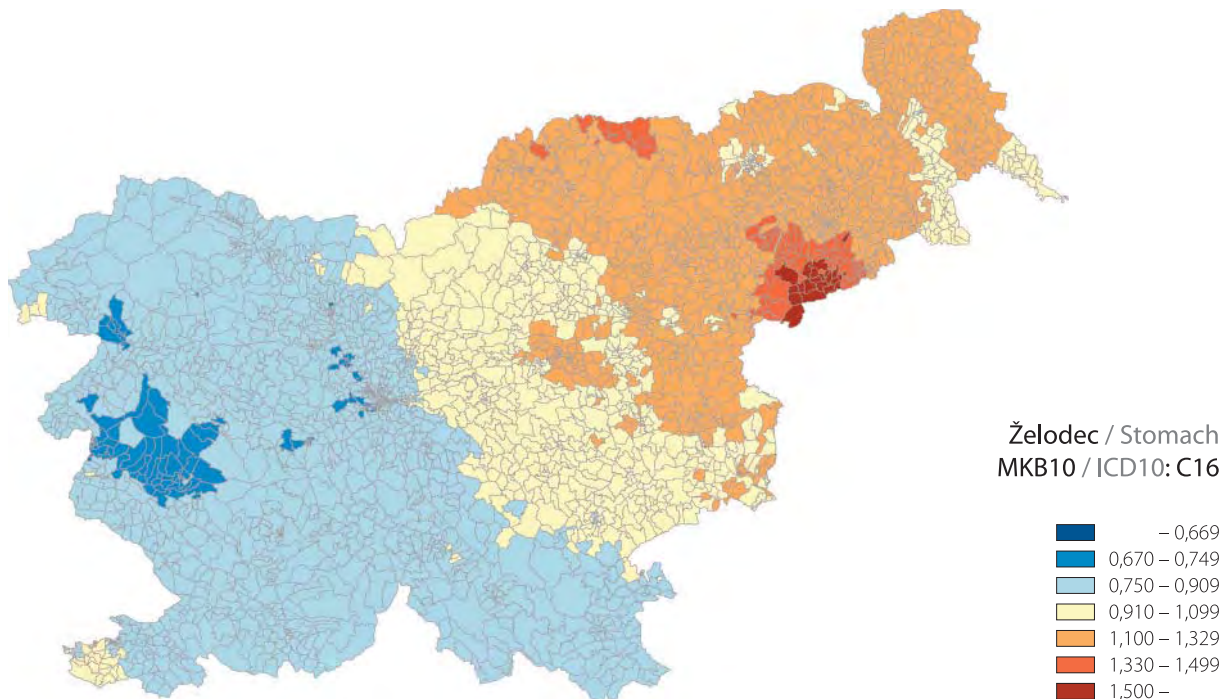 Želodec / Stomach
MKB10 / ICD10: C16
– 0,669
0,670 – 0,749
0,750 – 0,909
0,910 – 1,099
1,100 – 1,329
1,330 – 1,499
1,500 –